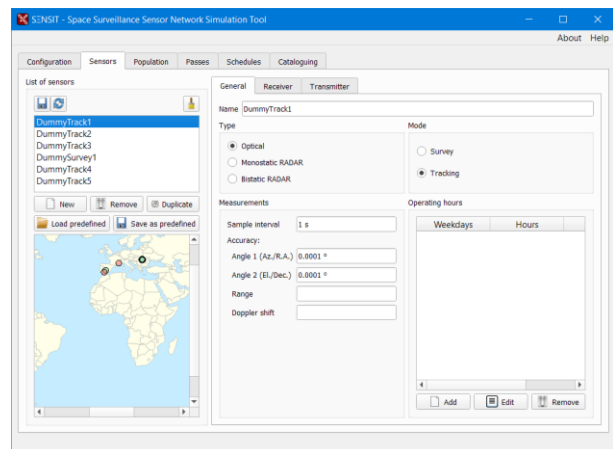 SENSIT - Space Surveillance Sensor Network Simulation Tool
About Help
Configuration Sensors Population Passes Schedules Cataloguing
List of sensors
DummyTrack1
DummyTrack2
DummyTrack3
DummySurvey1
DummyTrack4
DummyTrack5
New Remove Duplicate
Load predefined Save as predefined
General Receiver Transmitter
Name DummyTrack1
Type
Optical
Monostatic RADAR
Bistatic RADAR
Mode
Survey
Tracking
Measurements
Sample interval 1 s
Accuracy:
Angle 1 (Az./R.A.) 0.0001 º
Angle 2 (El./Dec.) 0.0001 º
Range
Doppler shift
Operating hours
Weekdays Hours
Add Edit Remove